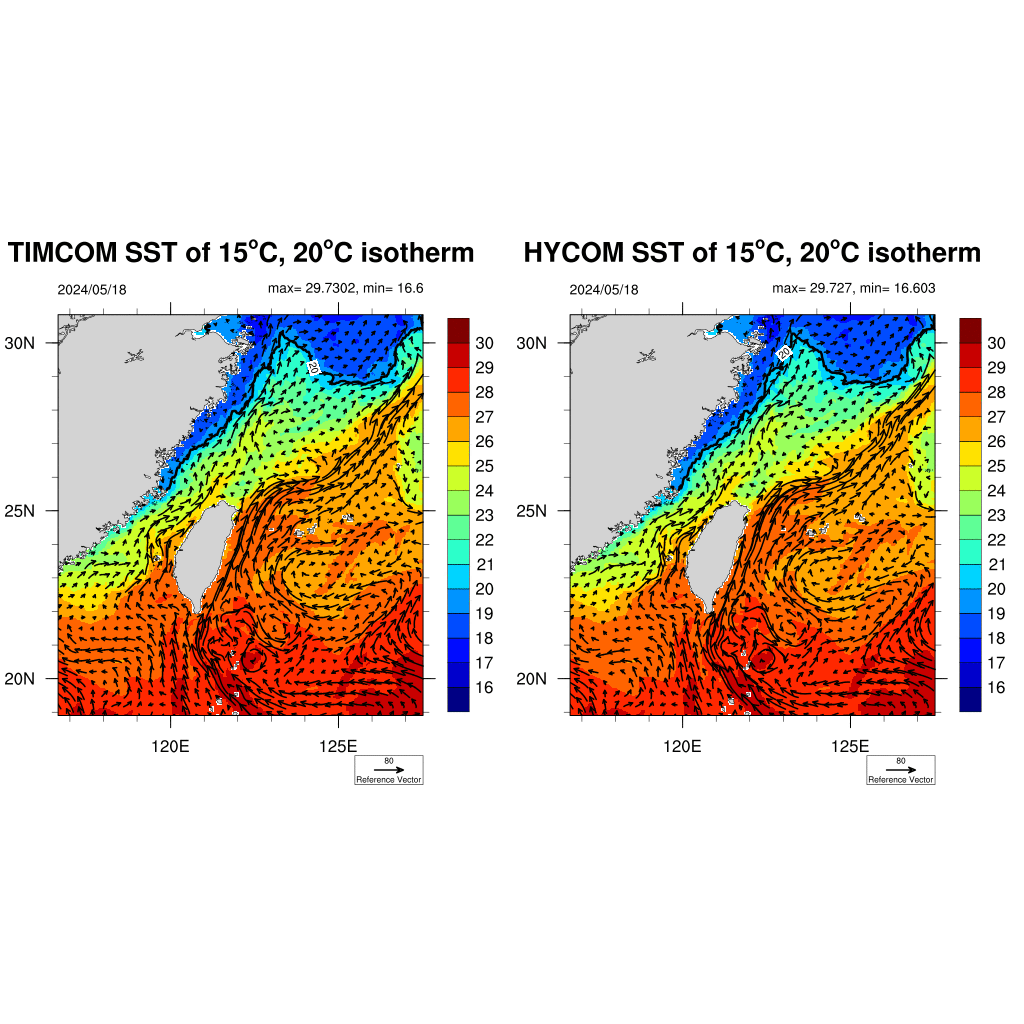 TIMCOM SST of 15°C, 20°C isotherm
2024/05/18
max= 29.7302, min= 16.6
30N
25N
20N
120E
125E
20
30
29
28
27
26
25
24
23
22
21
20
19
18
17
16
80
Reference Vector
HYCOM SST of 15°C, 20°C isotherm
2024/05/18
max= 29.727, min= 16.603
30N
25N
20N
120E
125E
20
30
29
28
27
26
25
24
23
22
21
20
19
18
17
16
80
Reference Vector